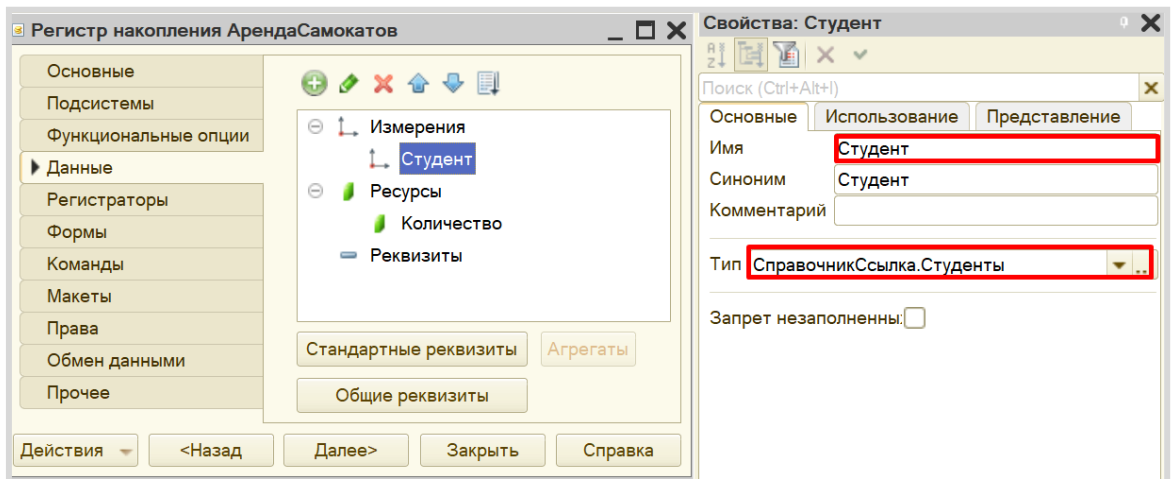 Регистр накопления АрендаСамокатов
Основные
Подсистемы
Функциональные опции
Данные
Регистраторы
Формы
Команды
Макеты
Права
Обмен данными
Прочее
Измерения
Студент
Ресурсы
Количество
Реквизиты
Стандартные реквизиты
Агрегаты
Общие реквизиты
Действия
<Назад
Далее>
Закрыть
Справка
Свойства: Студент
Поиск (Ctrl+Alt+I)
Основные
Использование
Представление
Имя Студент
Синоним Студент
Комментарий
Тип СправочникСсылка.Студенты
Запрет незаполненны: